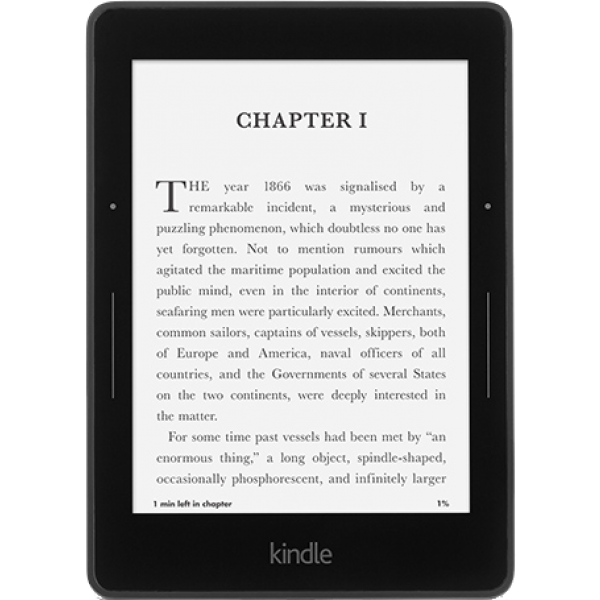 CHAPTER I
THE year 1866 was signalised by a
remarkable incident, a mysterious and
puzzling phenomenon, which doubtless no one has
yet forgotten. Not to mention rumours which
agitated the maritime population and excited the
public mind, even in the interior of continents,
seafaring men were particularly excited. Merchants,
common sailors, captains of vessels, skippers, both
of Europe and America, naval officers of all
countries, and the Governments of several States
on the two continents, were deeply interested in
the matter.
For some time past vessels had been met by “an
enormous thing,” a long object, spindle-shaped,
occasionally phosphorescent, and infinitely larger
1 min left in chapter 1%
kindle